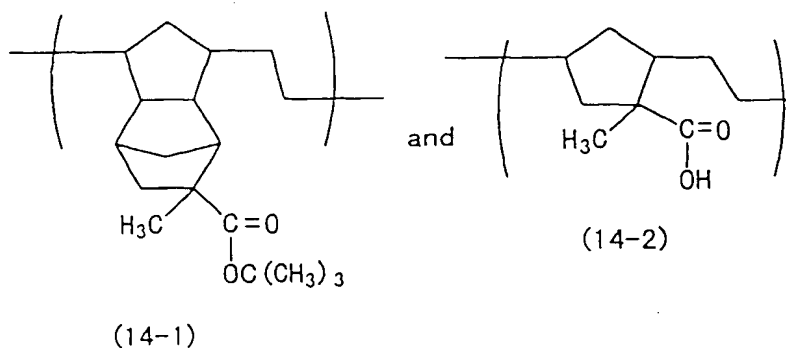 H₃C C=O
OC(CH₃)₃
(14-1)
and
H₃C C=O
OH
(14-2)